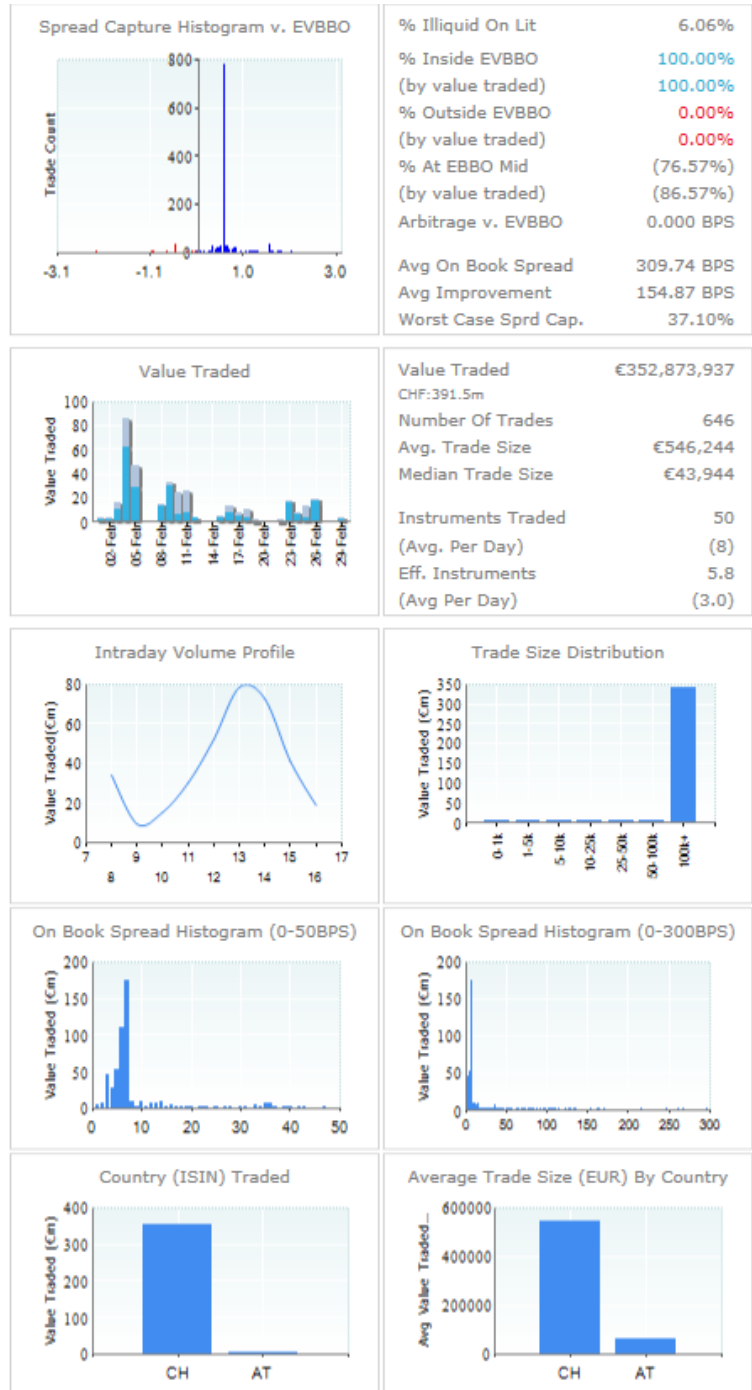 Spread Capture Histogram v. EVBBO
Trade Count
800
600
400
200
0
-3.1 -1.1 1.0 3.0
% Illiquid On Lit 6.06%
% Inside EVBBO 100.00%
(by value traded) 100.00%
% Outside EVBBO 0.00%
(by value traded) 0.00%
% At EBBO Mid (76.57%)
(by value traded) (86.57%)
Arbitrage v. EVBBO 0.000 BPS
Avg On Book Spread 309.74 BPS
Avg Improvement 154.87 BPS
Worst Case Sprd Cap. 37.10%
Value Traded
Value Traded
100
80
60
40
20
0
02-Feb 05-Feb 08-Feb 11-Feb 14-Feb 17-Feb 20-Feb 23-Feb 26-Feb 29-Feb
Value Traded €352,873,937
CHF:391.5m
Number Of Trades 646
Avg. Trade Size €546,244
Median Trade Size €43,944
Instruments Traded 50
(Avg. Per Day) (8)
Eff. Instruments 5.8
(Avg Per Day) (3.0)
Intraday Volume Profile
Value Traded(€m)
80
60
40
20
0
7 9 11 13 15 17
8 10 12 14 16
Trade Size Distribution
Value Traded (€m)
350
300
250
200
150
100
50
0
0-1k 1-5k 5-10k 10-25k 25-50k 50-100k 100k+
On Book Spread Histogram (0-50BPS)
Value Traded (€m)
200
150
100
50
0
0 10 20 30 40 50
On Book Spread Histogram (0-300BPS)
Value Traded (€m)
200
150
100
50
0
0 50 100 150 200 250 300
Country (ISIN) Traded
Value Traded (€m)
400
300
200
100
0
CH AT
Average Trade Size (EUR) By Country
Avg Value Traded...
600000
400000
200000
0
CH AT